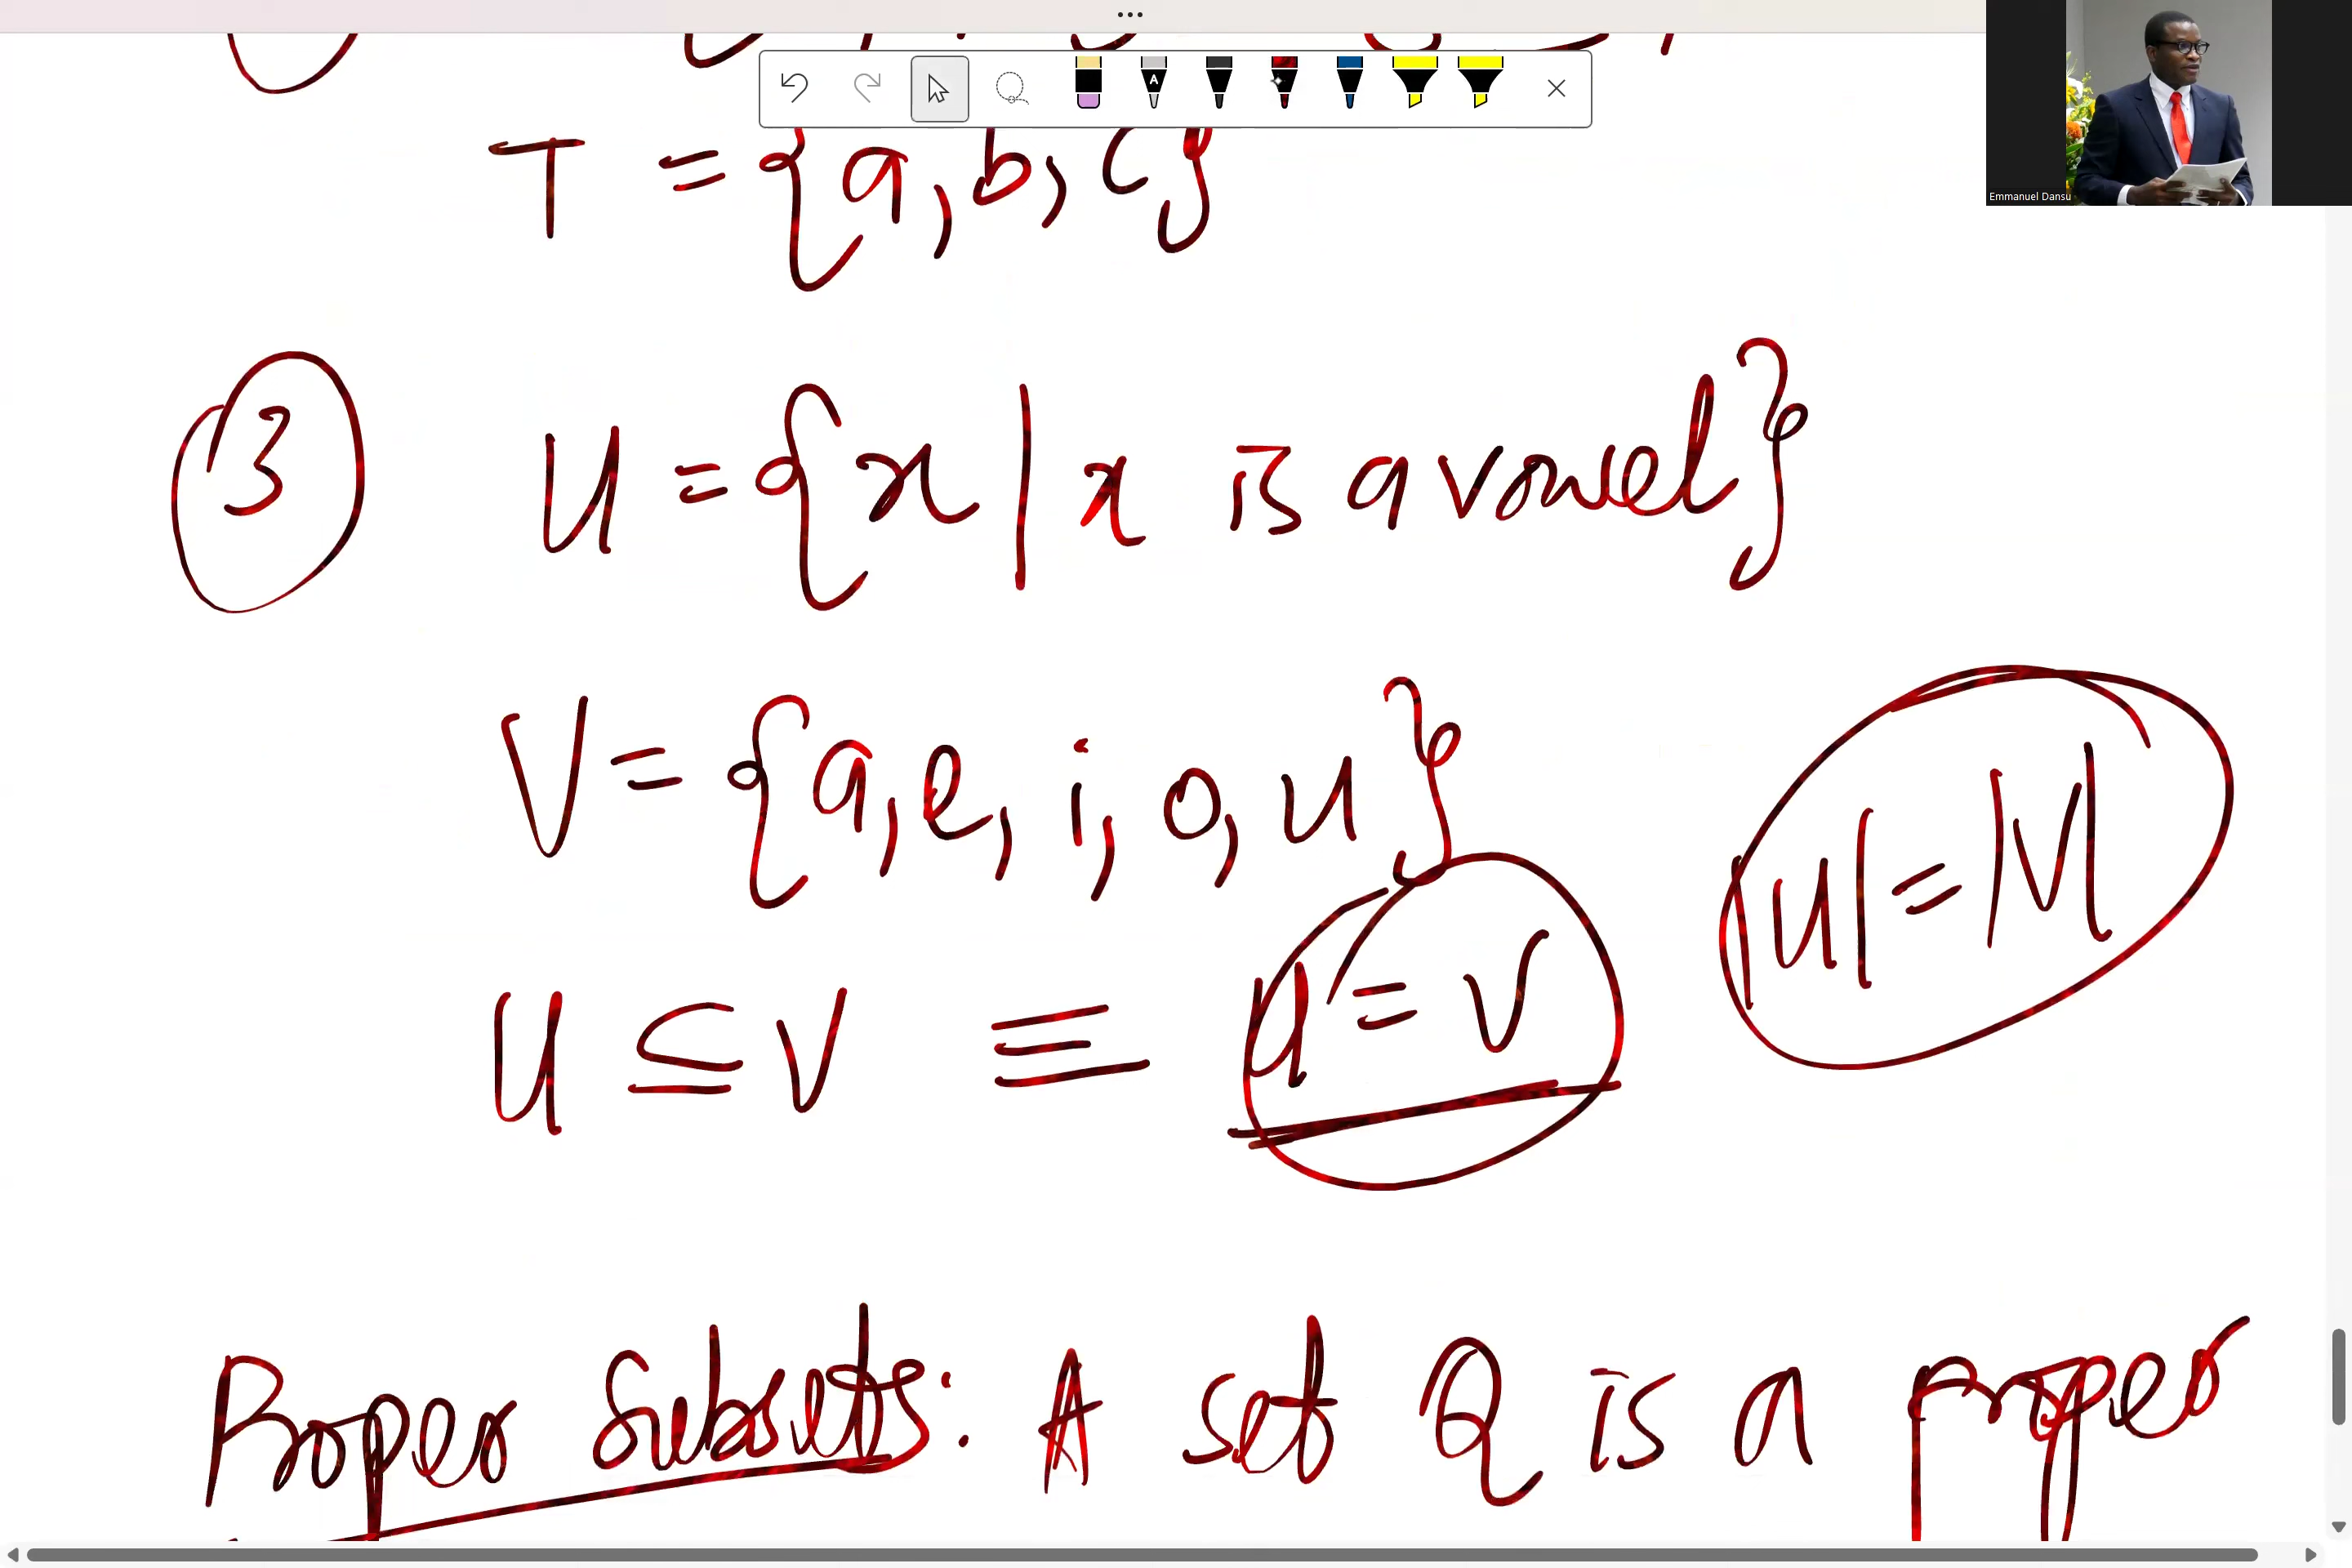 Emmanuel Dansu
T = {a, b, c}
3 U = {x | x is a vowel}
V = {a, e, i, o, u}
|U| = |V|
U ⊆ V ≡ U = V
Proper Subsets: A set Q is a proper